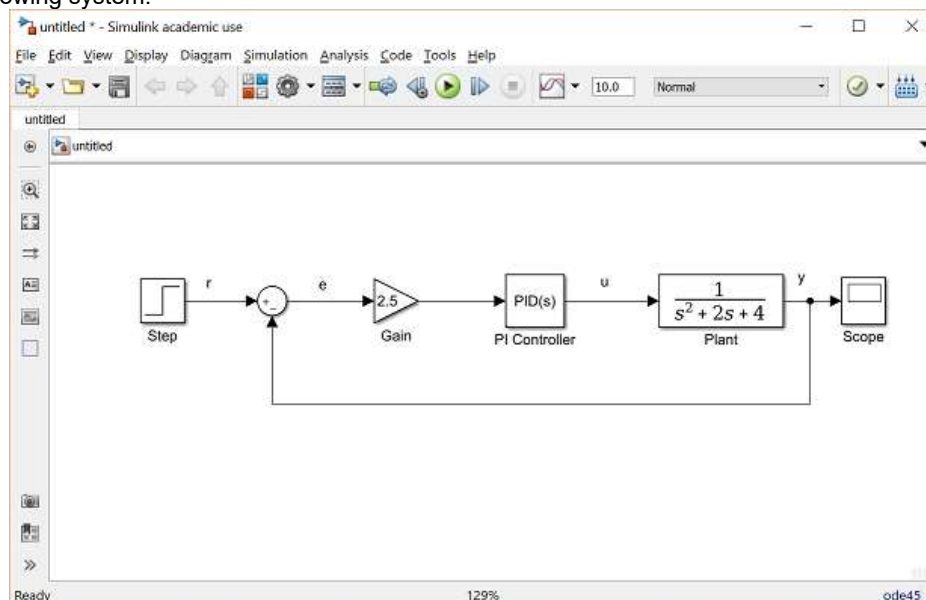 owing system:
untitled * - Simulink academic use
File Edit View Display Diagram Simulation Analysis Code Tools Help
10.0 Normal
untitled
untitled
r e u y
+ - 2.5 PID(s) 1 / s² + 2s + 4
Step Gain PI Controller Plant Scope
Ready 129% ode45